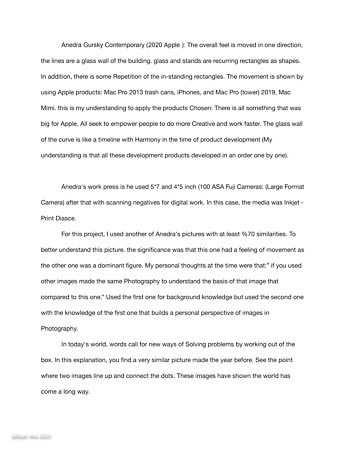 Anedra Gursky Contemporary (2020 Apple ): The overall feel is moved in one direction,
the lines are a glass wall of the building. glass and stands are recurring rectangles as shapes.
In addition, there is some Repetition of the in-standing rectangles. The movement is shown by
using Apple products: Mac Pro 2013 trash cans, iPhones, and Mac Pro (tower) 2019, Mac
Mimi. this is my understanding to apply the products Chosen: There is all something that was
big for Apple. All seek to empower people to do more Creative and work faster. The glass wall
of the curve is like a timeline with Harmony in the time of product development (My
understanding is that all these development products developed in an order one by one).
Anedra's work press is he used 5"7 and 4"5 inch (100 ASA Fuji Cameras: (Large Format
Camera) after that with scanning negatives for digital work. In this case, the media was Inkjet -
Print Diasce.
For this project, I used another of Anedra's pictures with at least %70 similarities. To
better understand this picture. the significance was that this one had a feeling of movement as
the other one was a dominant figure. My personal thoughts at the time were that:" if you used
other images made the same Photography to understand the basis of that image that
compared to this one." Used the first one for background knowledge but used the second one
with the knowledge of the first one that builds a personal perspective of images in
Photography.
In today's world, words call for new ways of Solving problems by working out of the
box. In this explanation, you find a very similar picture made the year before. See the point
where two images line up and connect the dots. These images have shown the world has
come a long way.